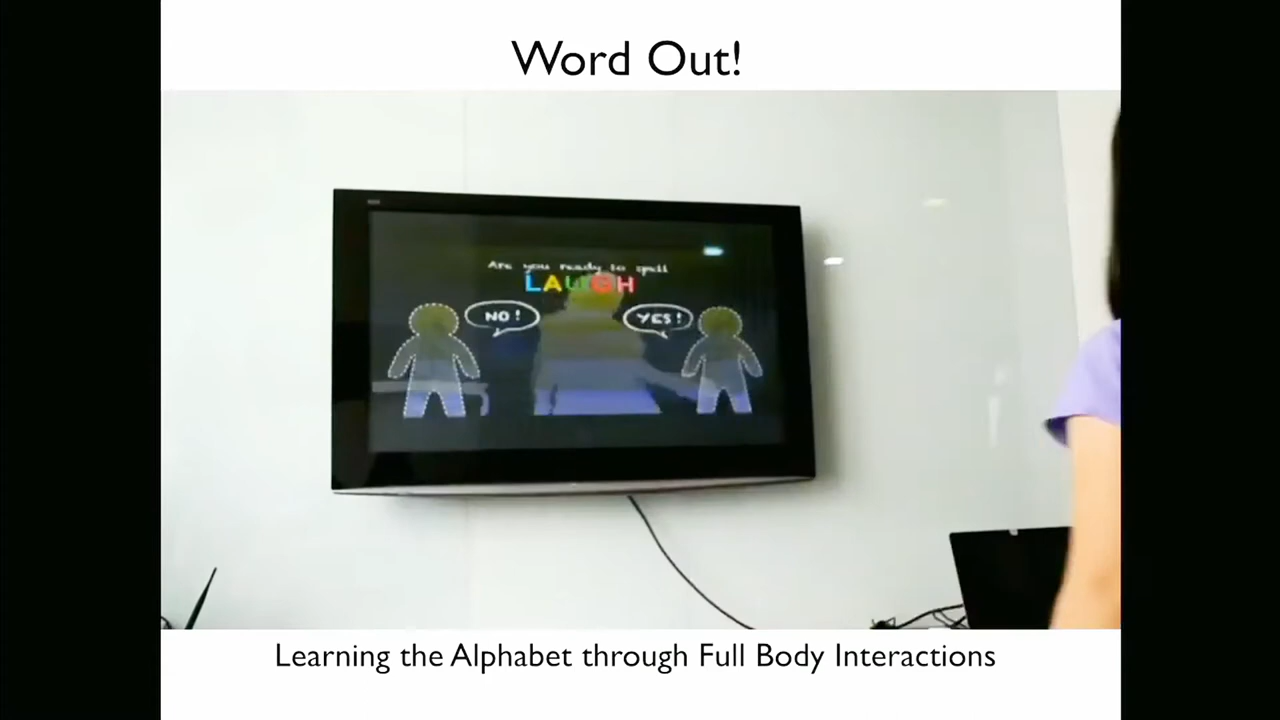 Word Out!
Are you ready to spell
LAUGH
NO!
YES!
Learning the Alphabet through Full Body Interactions